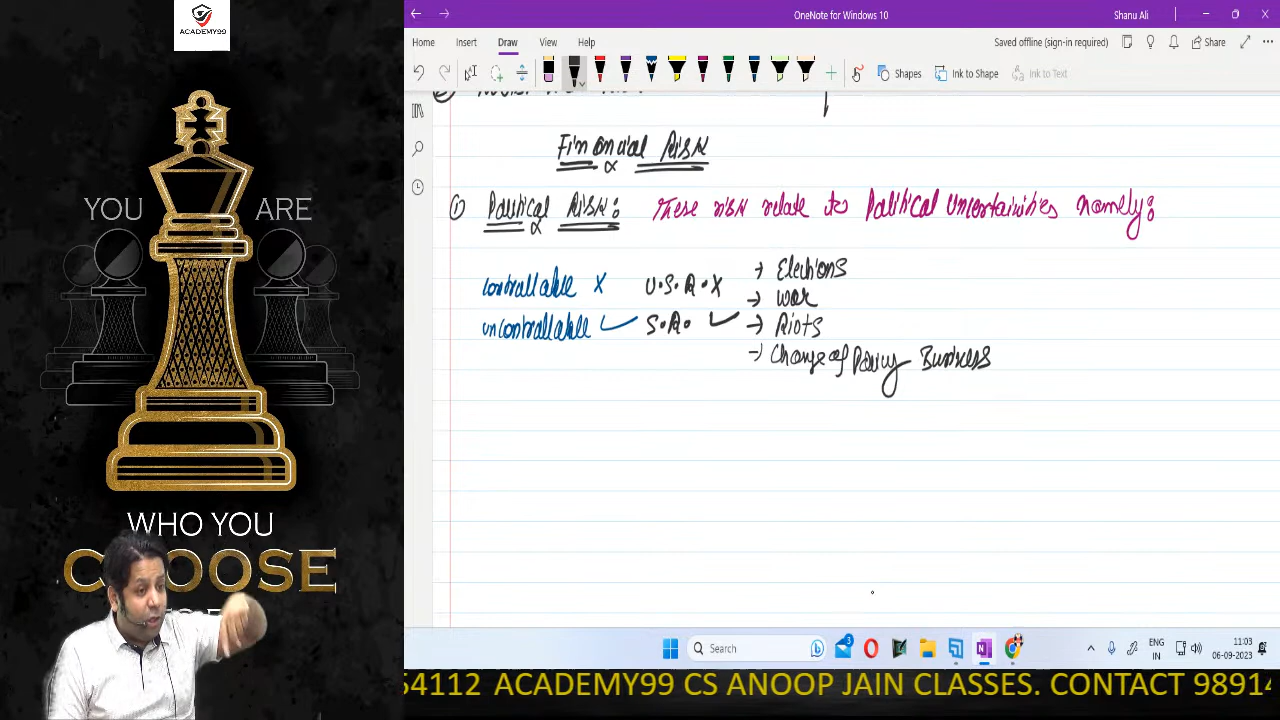 ACADEMY99
YOU ARE
WHO YOU
CHOOSE
OneNote for Windows 10
Shanu Ali
Home Insert Draw View Help
Saved offline (sign-in required)
Share
Shapes
Ink to Shape
Ink to Text
Financial Risk
① Political Risk: These risk relate to Political Uncertainities namely:
→ Elections
Controllable X U.S.A. X
→ War
uncontrollable ✓ S.A. ✓ → Riots
→ Change of Policy Business
Search
3
ENG
IN
11:03
06-09-2023
54112 ACADEMY99 CS ANOOP JAIN CLASSES. CONTACT 98914